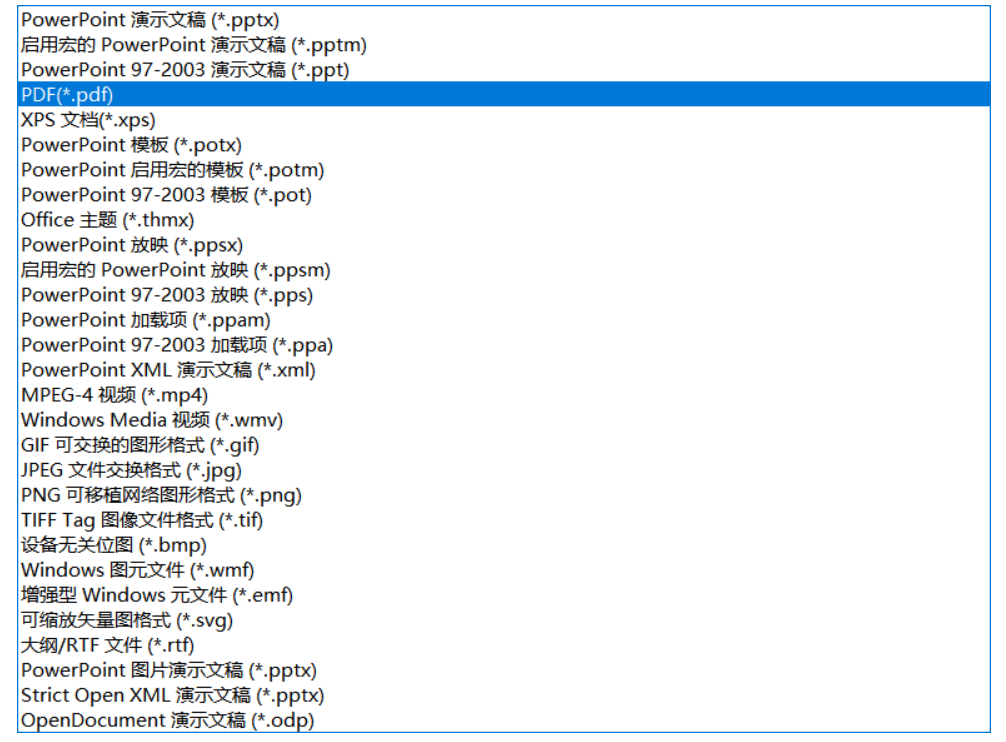 PowerPoint 演示文稿 (*.pptx)
启用宏的 PowerPoint 演示文稿 (*.pptm)
PowerPoint 97-2003 演示文稿 (*.ppt)
PDF(*.pdf)
XPS 文档(*.xps)
PowerPoint 模板 (*.potx)
PowerPoint 启用宏的模板 (*.potm)
PowerPoint 97-2003 模板 (*.pot)
Office 主题 (*.thmx)
PowerPoint 放映 (*.ppsx)
启用宏的 PowerPoint 放映 (*.ppsm)
PowerPoint 97-2003 放映 (*.pps)
PowerPoint 加载项 (*.ppam)
PowerPoint 97-2003 加载项 (*.ppa)
PowerPoint XML 演示文稿 (*.xml)
MPEG-4 视频 (*.mp4)
Windows Media 视频 (*.wmv)
GIF 可交换的图形格式 (*.gif)
JPEG 文件交换格式 (*.jpg)
PNG 可移植网络图形格式 (*.png)
TIFF Tag 图像文件格式 (*.tif)
设备无关位图 (*.bmp)
Windows 图元文件 (*.wmf)
增强型 Windows 元文件 (*.emf)
可缩放矢量图格式 (*.svg)
大纲/RTF 文件 (*.rtf)
PowerPoint 图片演示文稿 (*.pptx)
Strict Open XML 演示文稿 (*.pptx)
OpenDocument 演示文稿 (*.odp)